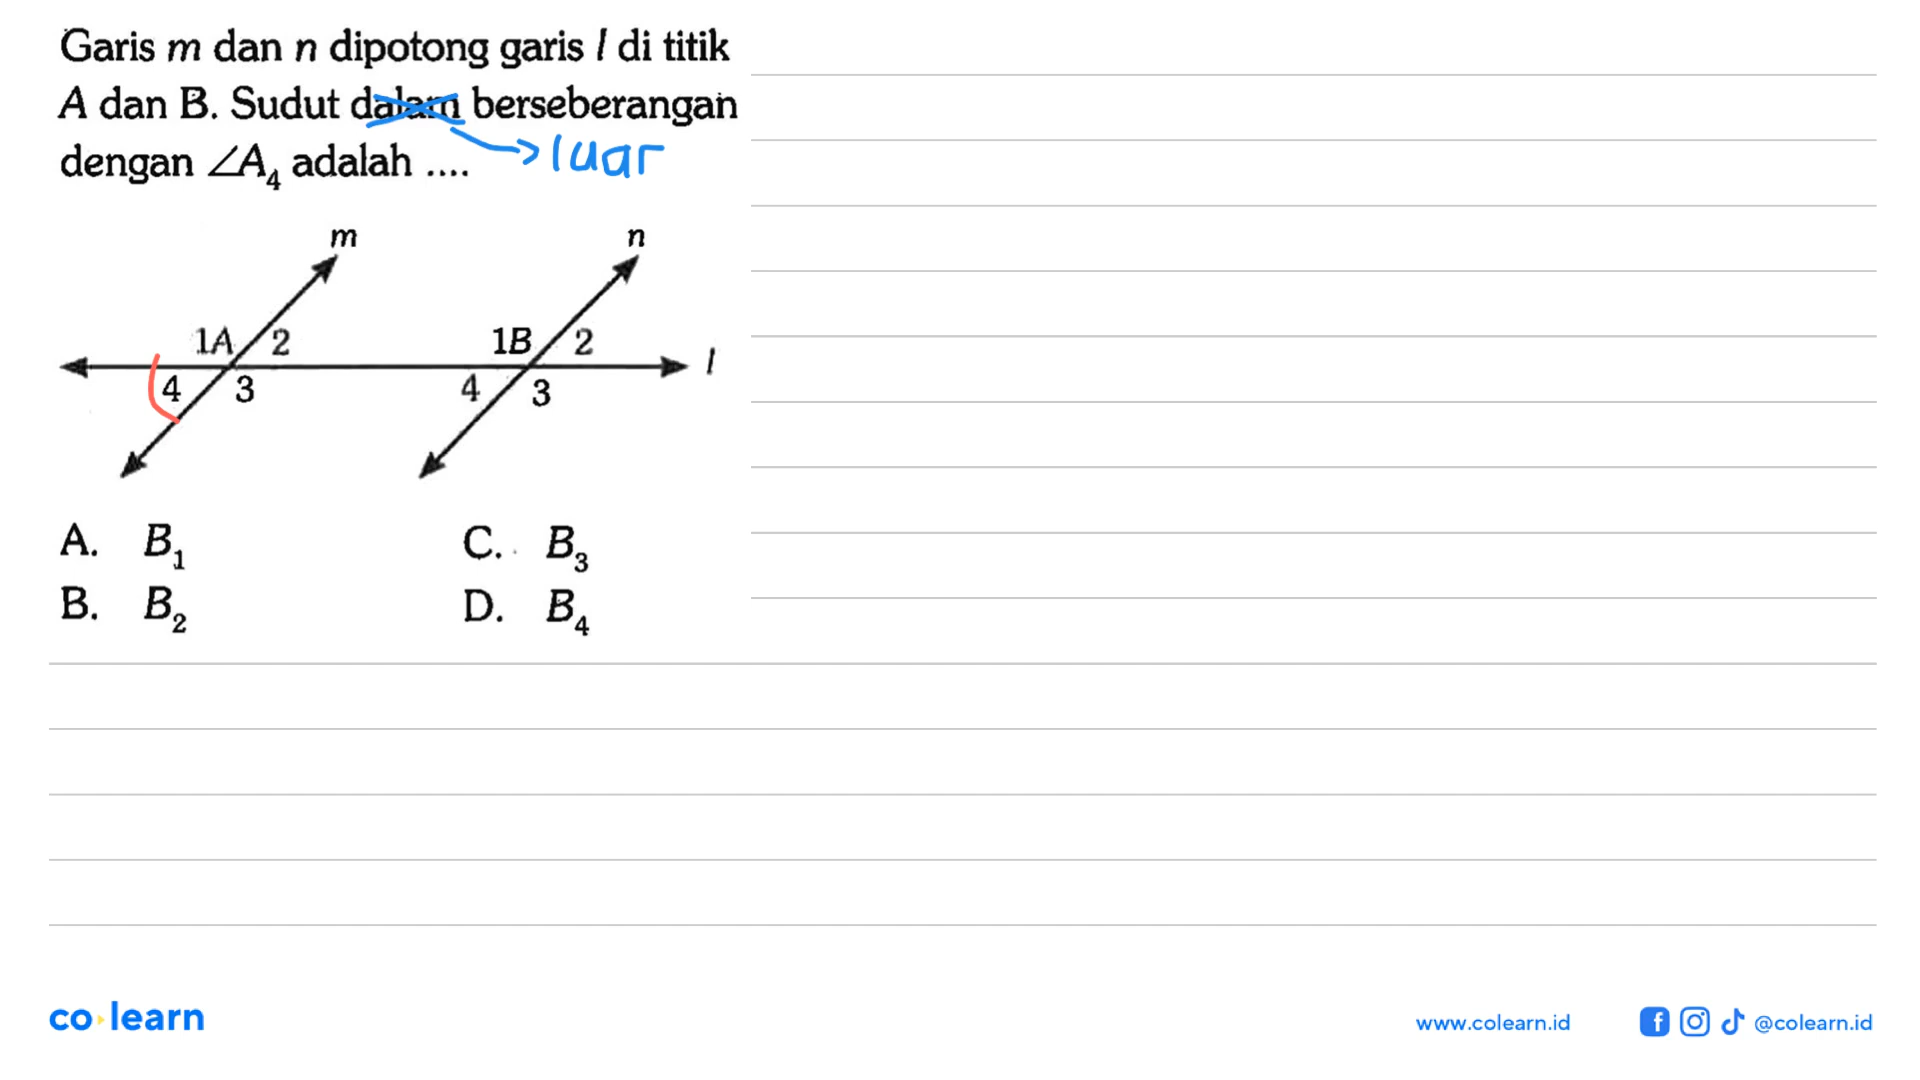 Garis m dan n dipotong garis l di titik
A dan B. Sudut dalam berseberangan
→ luar
dengan ∠A₄ adalah ....
m n
1A 2 1B 2 l
4 3 4 3
A. B₁ C. B₃
B. B₂ D. B₄
co learn www.colearn.id @colearn.id